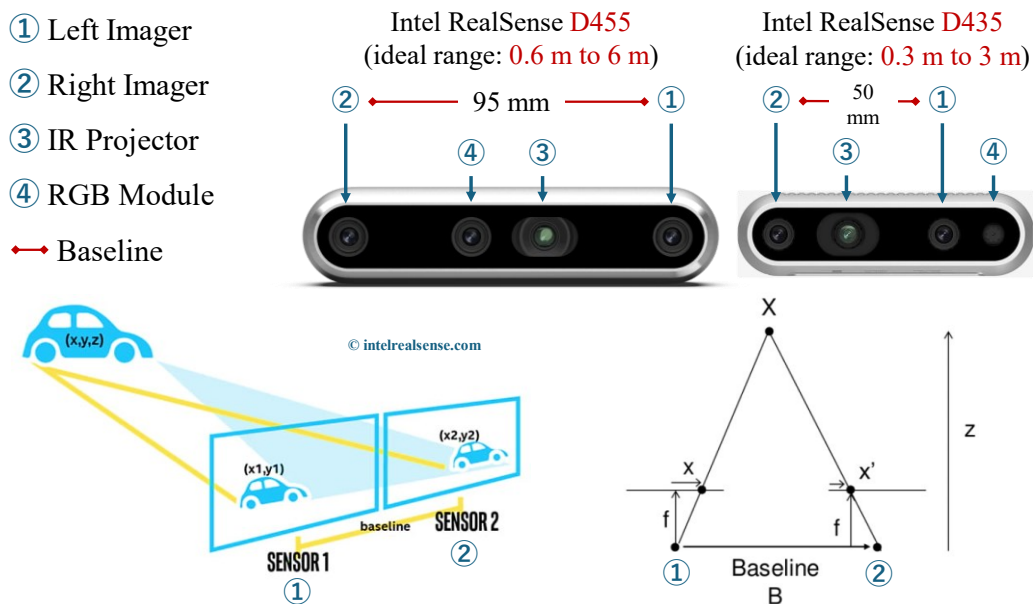 ① Left Imager
② Right Imager
③ IR Projector
④ RGB Module
Baseline
Intel RealSense D455
(ideal range: 0.6 m to 6 m)
② 95 mm ①
④ ③
Intel RealSense D435
(ideal range: 0.3 m to 3 m)
② 50 mm ①
③ ④
(x,y,z)
© intelrealsense.com
(x1,y1)
(x2,y2)
baseline
SENSOR 1
①
SENSOR 2
②
X
z
x
x'
f
f
① ②
Baseline
B